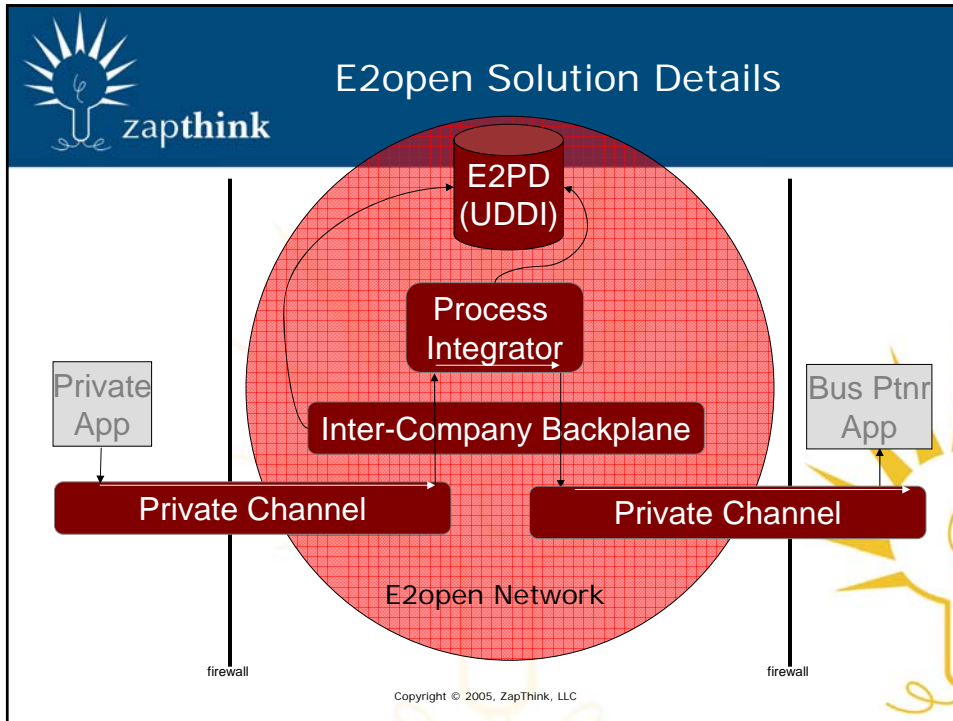 zapthink
E2open Solution Details
E2PD
(UDDI)
Process
Integrator
Private
App
Bus Ptnr
App
Inter-Company Backplane
Private Channel
Private Channel
E2open Network
firewall
firewall
Copyright © 2005, ZapThink, LLC